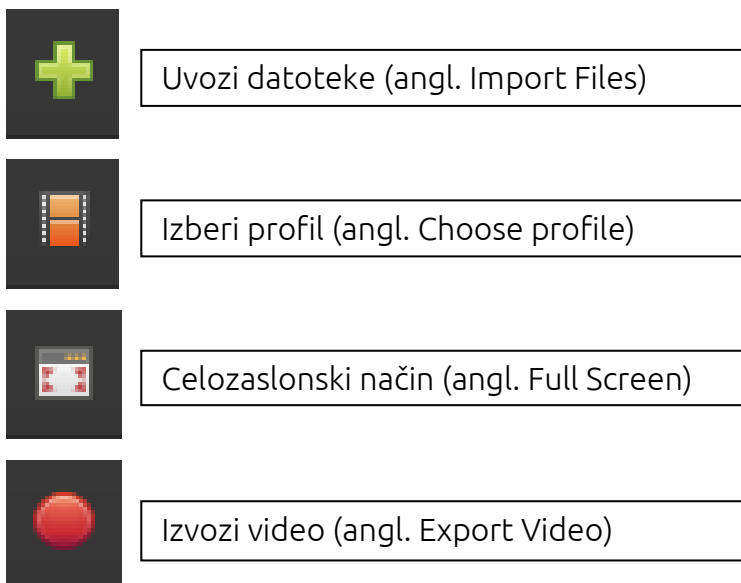 Uvozi datoteke (angl. Import Files)
Izberi profil (angl. Choose profile)
Celozaslonski način (angl. Full Screen)
Izvozi video (angl. Export Video)